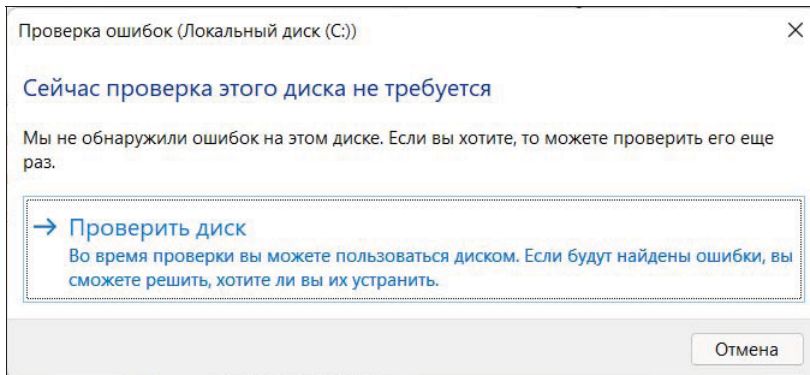 Проверка ошибок (Локальный диск (C:))
Сейчас проверка этого диска не требуется
Мы не обнаружили ошибок на этом диске. Если вы хотите, то можете проверить его еще
раз.
Проверить диск
Во время проверки вы можете пользоваться диском. Если будут найдены ошибки, вы
сможете решить, хотите ли вы их устранить.
Отмена